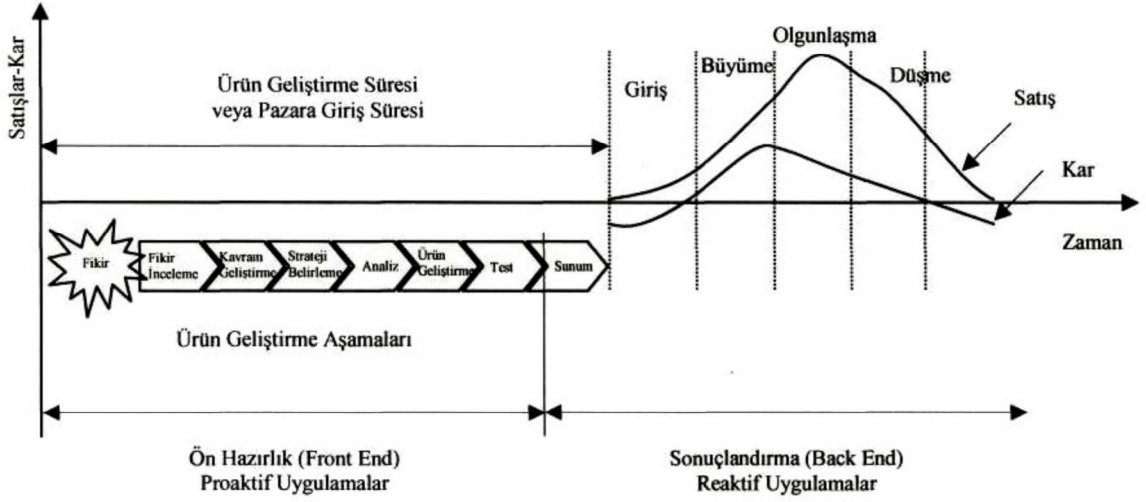 Satışlar-Kar
Ürün Geliştirme Süresi
veya Pazara Giriş Süresi
Giriş
Büyüme
Olgunlaşma
Düşme
Satış
Kar
Zaman
Fikir
Fikir
İnceleme
Kavram
Geliştirme
Strateji
Belirleme
Analiz
Ürün
Geliştirme
Test
Sunum
Ürün Geliştirme Aşamaları
Ön Hazırlık (Front End)
Proaktif Uygulamalar
Sonuçlandırma (Back End)
Reaktif Uygulamalar